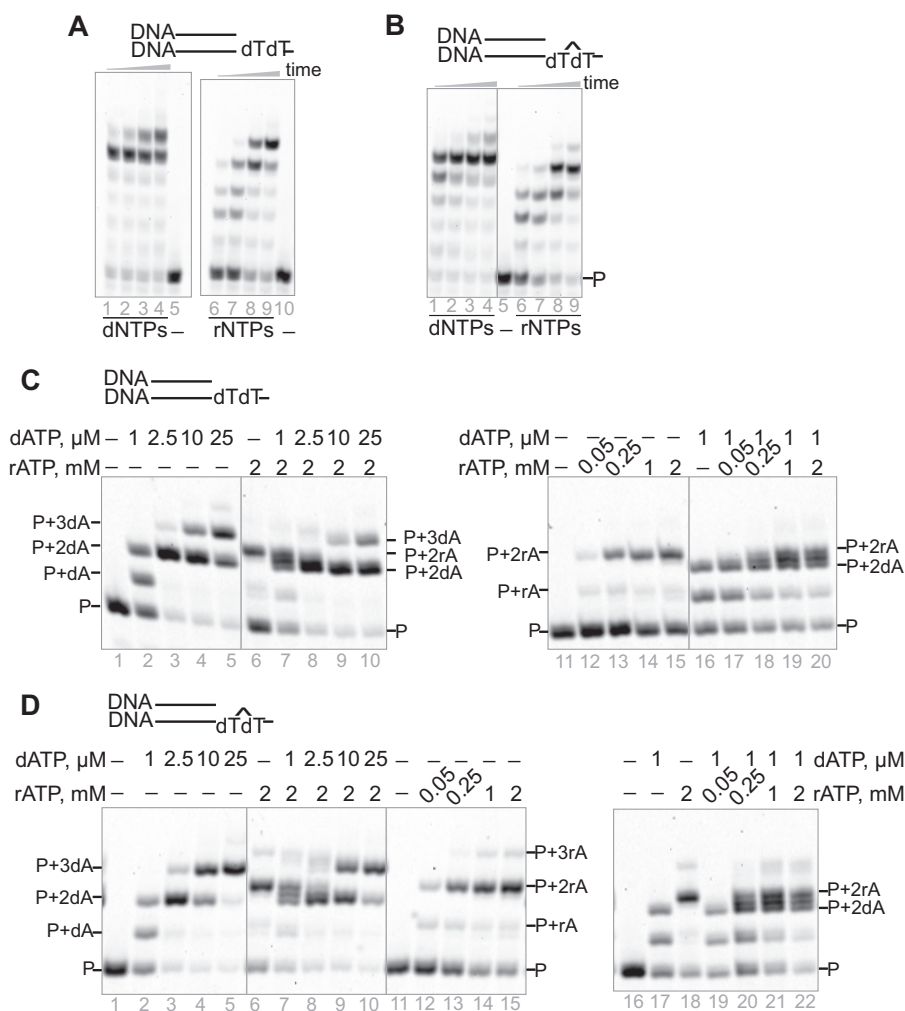 A
DNA
DNA dTdT
time
1 2 3 4 5 6 7 8 9 10
dNTPs – rNTPs –
B
DNA
DNA dTdT
time
P
1 2 3 4 5 6 7 8 9
dNTPs – rNTPs
C
DNA
DNA dTdT
dATP, µM – 1 2.5 10 25 – 1 2.5 10 25
rATP, mM – – – – – 2 2 2 2 2
P+3dA
P+2dA
P+dA
P
P+3dA
P+2rA
P+2dA
P
1 2 3 4 5 6 7 8 9 10
dATP, µM – – – – – 1 1 1 1 1
rATP, mM – 0.05 0.25 1 2 – 0.05 0.25 1 2
P+2rA
P+rA
P
P+2rA
P+2dA
P
11 12 13 14 15 16 17 18 19 20
D
DNA
DNA dTdT
dATP, µM – 1 2.5 10 25 – 1 2.5 10 25 – – – – –
rATP, mM – – – – – 2 2 2 2 2 – 0.05 0.25 1 2
P+3dA
P+2dA
P+dA
P
P+3rA
P+2rA
P+rA
P
1 2 3 4 5 6 7 8 9 10 11 12 13 14 15
– 1 – 1 1 1 1 dATP, µM
– – 2 0.05 0.25 1 2 rATP, mM
P+2rA
P+2dA
P
16 17 18 19 20 21 22